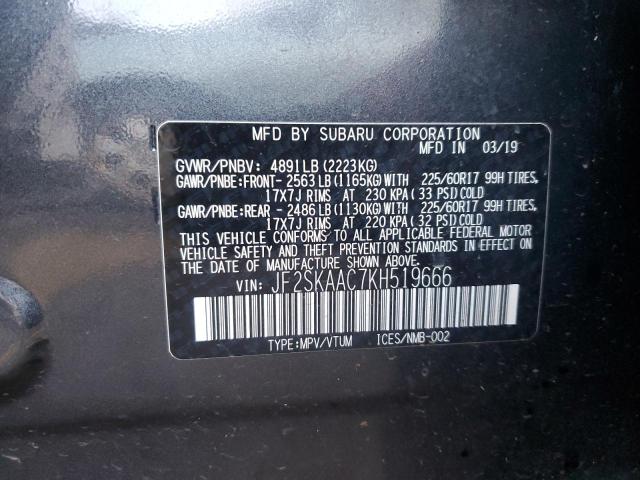 MFD BY SUBARU CORPORATION
MFD IN 03/19
GVWR/PNBV: 4891LB(2223KG)
GAWR/PNBE:FRONT- 2563LB(1165KG)WITH 225/60R17 99H TIRES,
17X7J RIMS AT 230 KPA( 33 PSI)COLD
GAWR/PNBE:REAR - 2486LB(1130KG)WITH 225/60R17 99H TIRES,
17X7J RIMS AT 220 KPA( 32 PSI)COLD
THIS VEHICLE CONFORMS TO ALL APPLICABLE FEDERAL MOTOR
VEHICLE SAFETY AND THEFT PREVENTION STANDARDS IN EFFECT ON
THE DATE OF MANUFACTURE SHOWN ABOVE.
VIN: JF2SKAAC7KH519666
TYPE:MPV/VTUM ICES/NMB-002